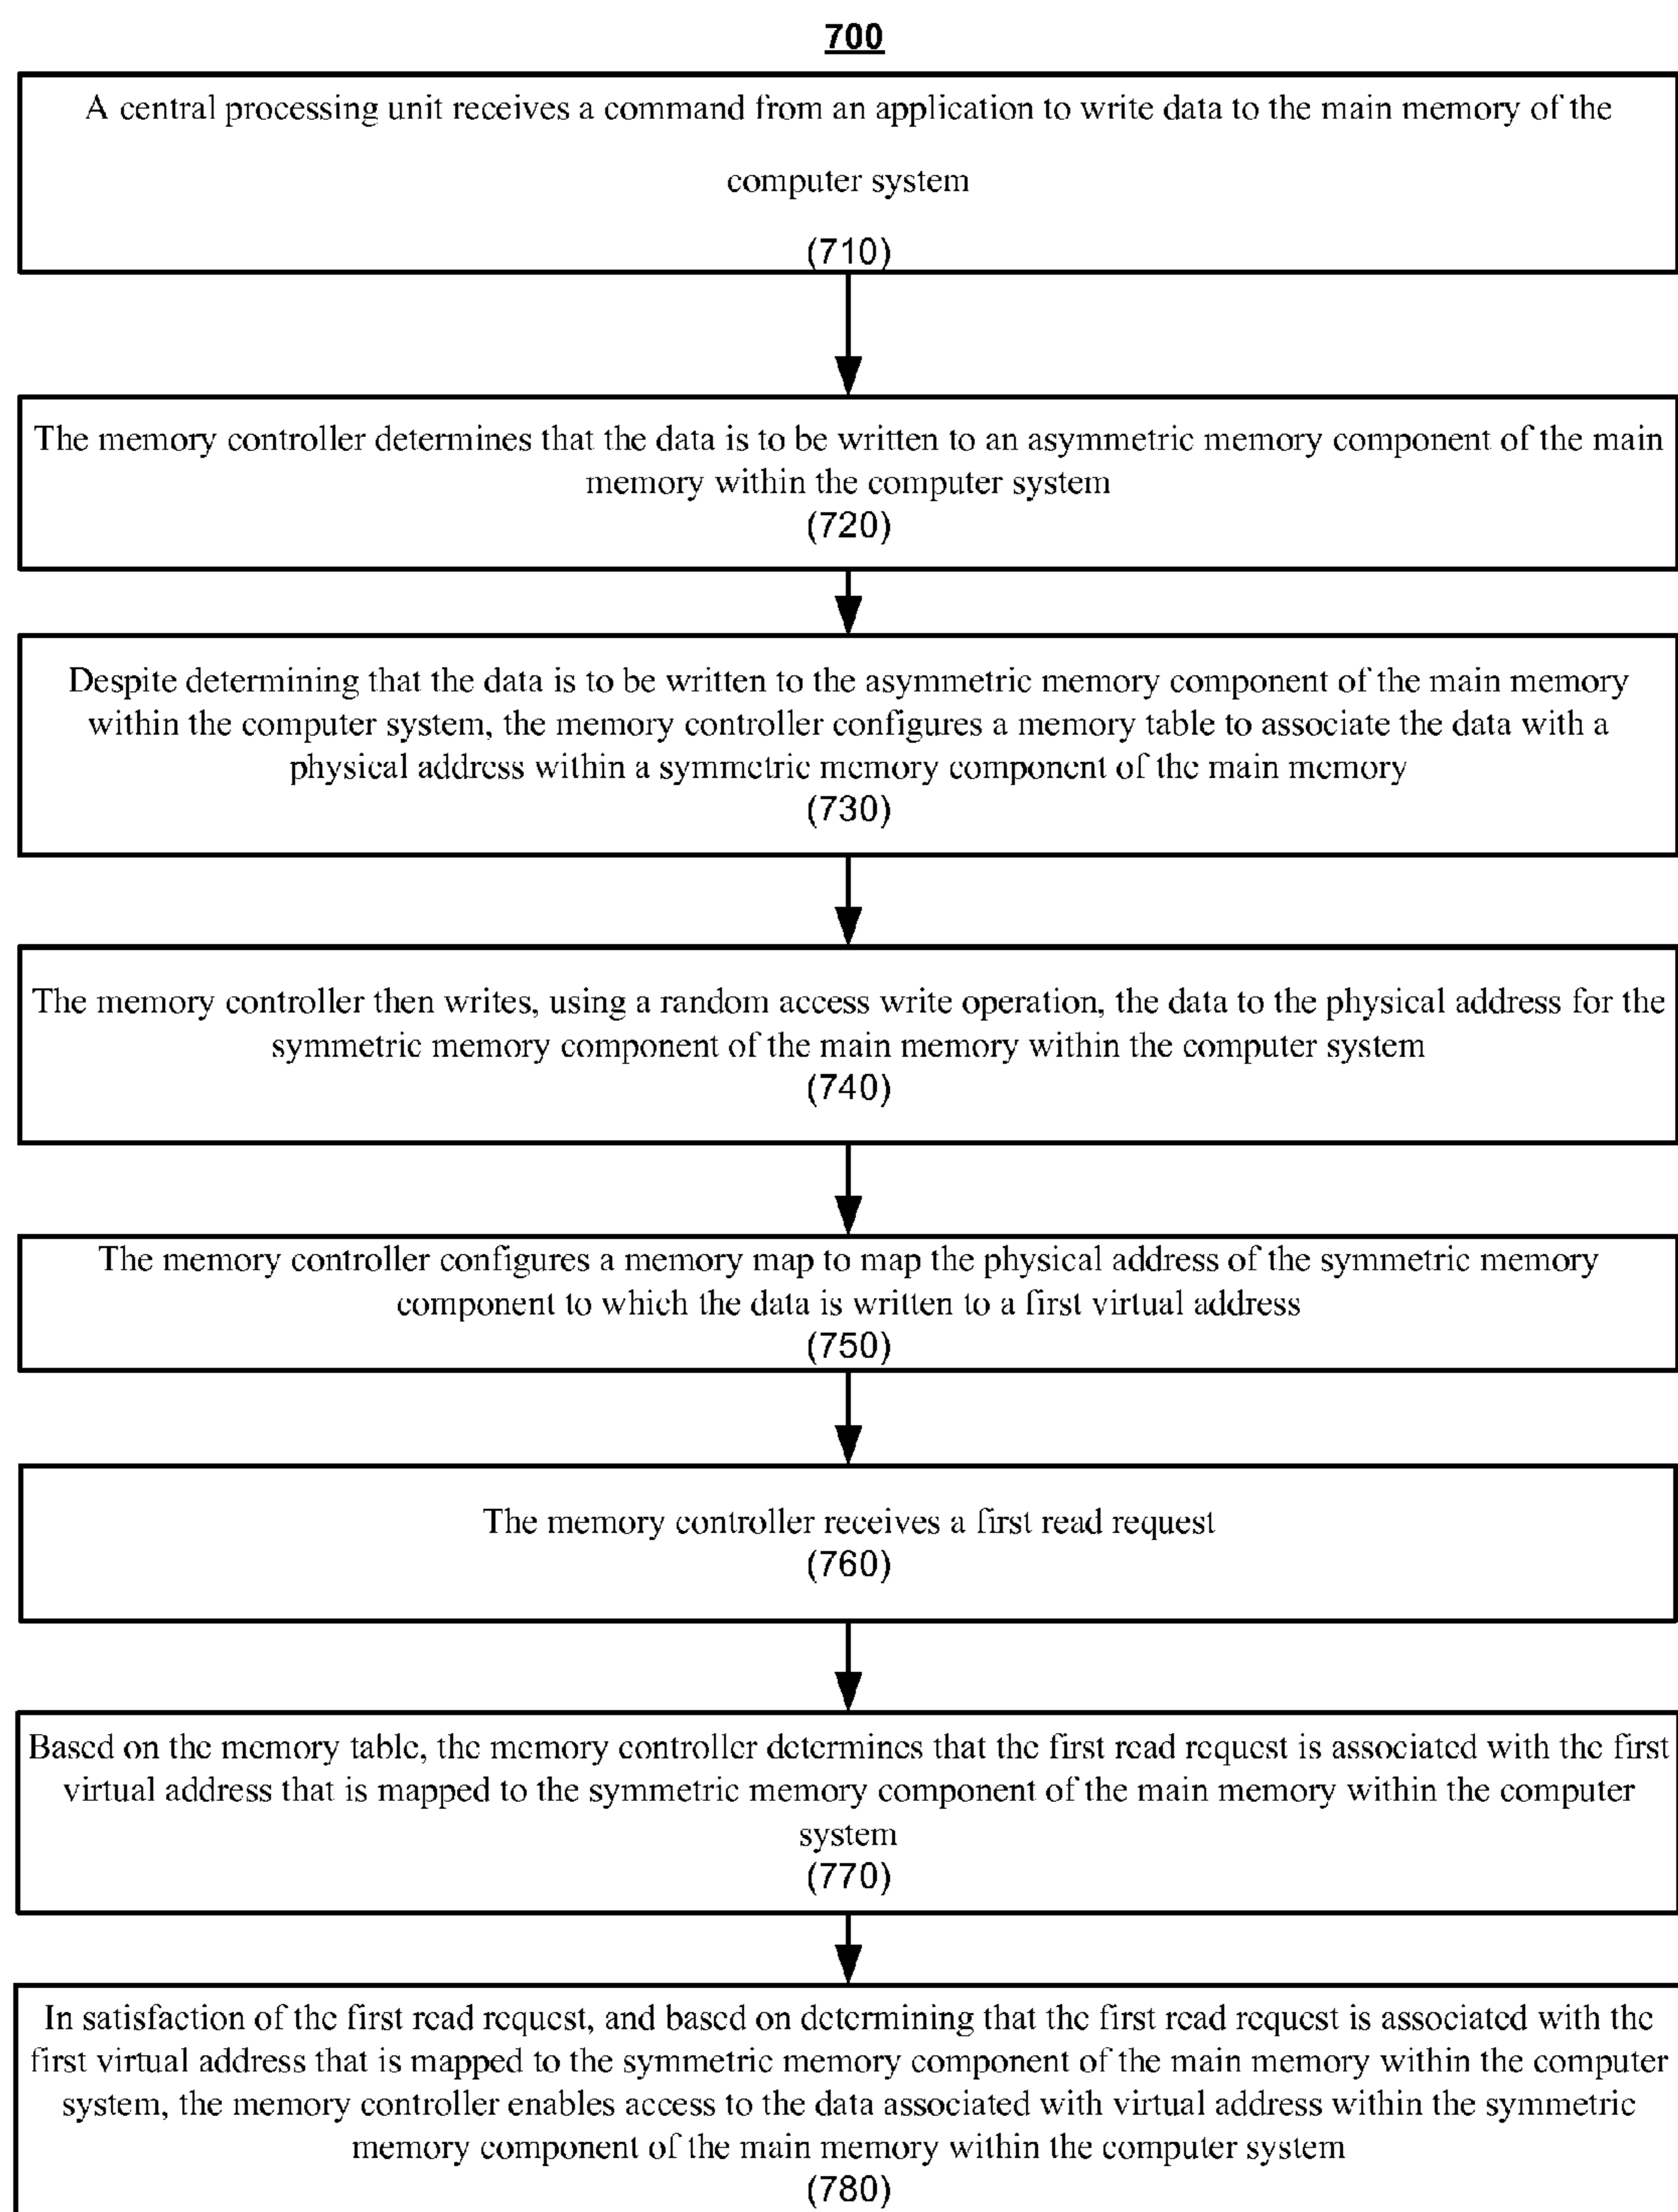 700
A central processing unit receives a command from an application to write data to the main memory of the
computer system
(710)
The memory controller determines that the data is to be written to an asymmetric memory component of the main
memory within the computer system
(720)
Despite determining that the data is to be written to the asymmetric memory component of the main memory
within the computer system, the memory controller configures a memory table to associate the data with a
physical address within a symmetric memory component of the main memory
(730)
The memory controller then writes, using a random access write operation, the data to the physical address for the
symmetric memory component of the main memory within the computer system
(740)
The memory controller configures a memory map to map the physical address of the symmetric memory
component to which the data is written to a first virtual address
(750)
The memory controller receives a first read request
(760)
Based on the memory table, the memory controller determines that the first read request is associated with the first
virtual address that is mapped to the symmetric memory component of the main memory within the computer
system
(770)
In satisfaction of the first read request, and based on determining that the first read request is associated with the
first virtual address that is mapped to the symmetric memory component of the main memory within the computer
system, the memory controller enables access to the data associated with virtual address within the symmetric
memory component of the main memory within the computer system
(780)